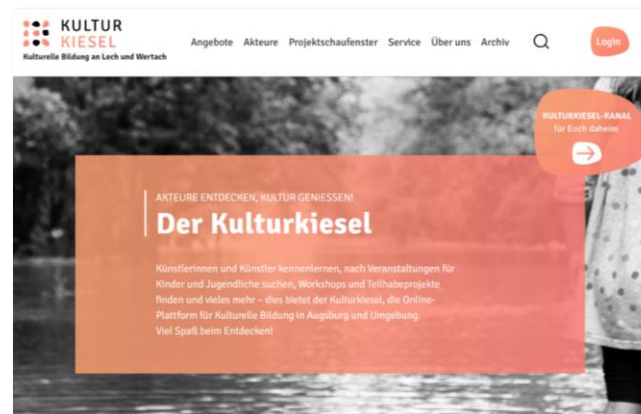 KULTUR
KIESEL
Kulturelle Bildung an Lech und Wertach
Angebote Akteure Projektschaufenster Service Über uns Archiv
Login
KULTURKIESEL-KANAL
für Euch daheim
AKTEURE ENTDECKEN, KULTUR GENIESSEN!
Der Kulturkiesel
Künstlerinnen und Künstler kennenlernen, nach Veranstaltungen für
Kinder und Jugendliche suchen, Workshops und Teilhabeprojekte
finden und vieles mehr – dies bietet der Kulturkiesel, die Online-
Plattform für Kulturelle Bildung in Augsburg und Umgebung.
Viel Spaß beim Entdecken!